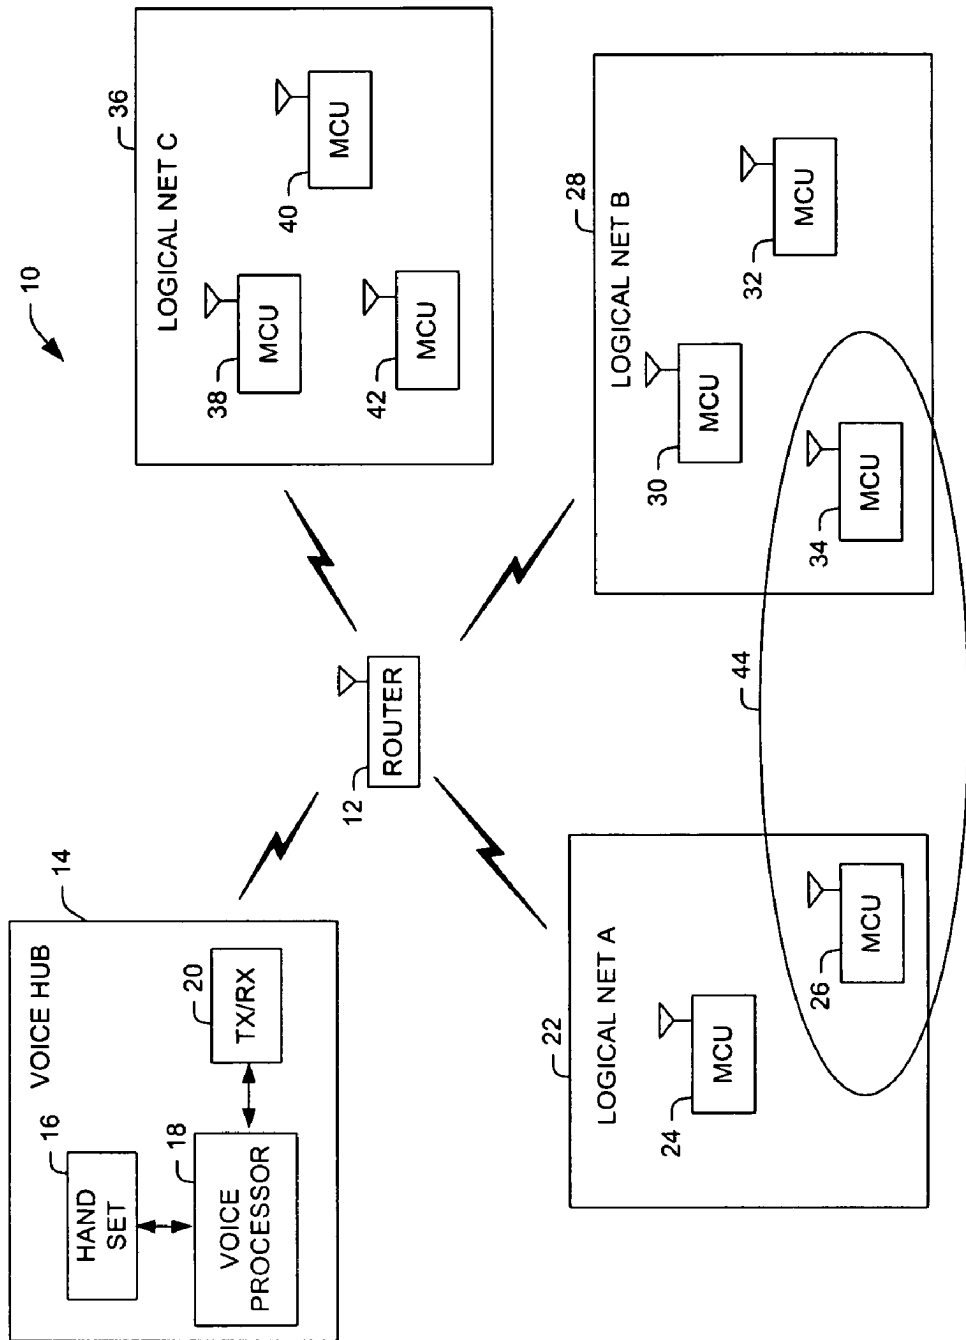 10
VOICE HUB
14
HAND
SET
16
VOICE
PROCESSOR
18
TX/RX
20
LOGICAL NET C
36
MCU
38
MCU
40
MCU
42
ROUTER
12
LOGICAL NET A
22
MCU
24
MCU
26
44
LOGICAL NET B
28
MCU
30
MCU
32
MCU
34